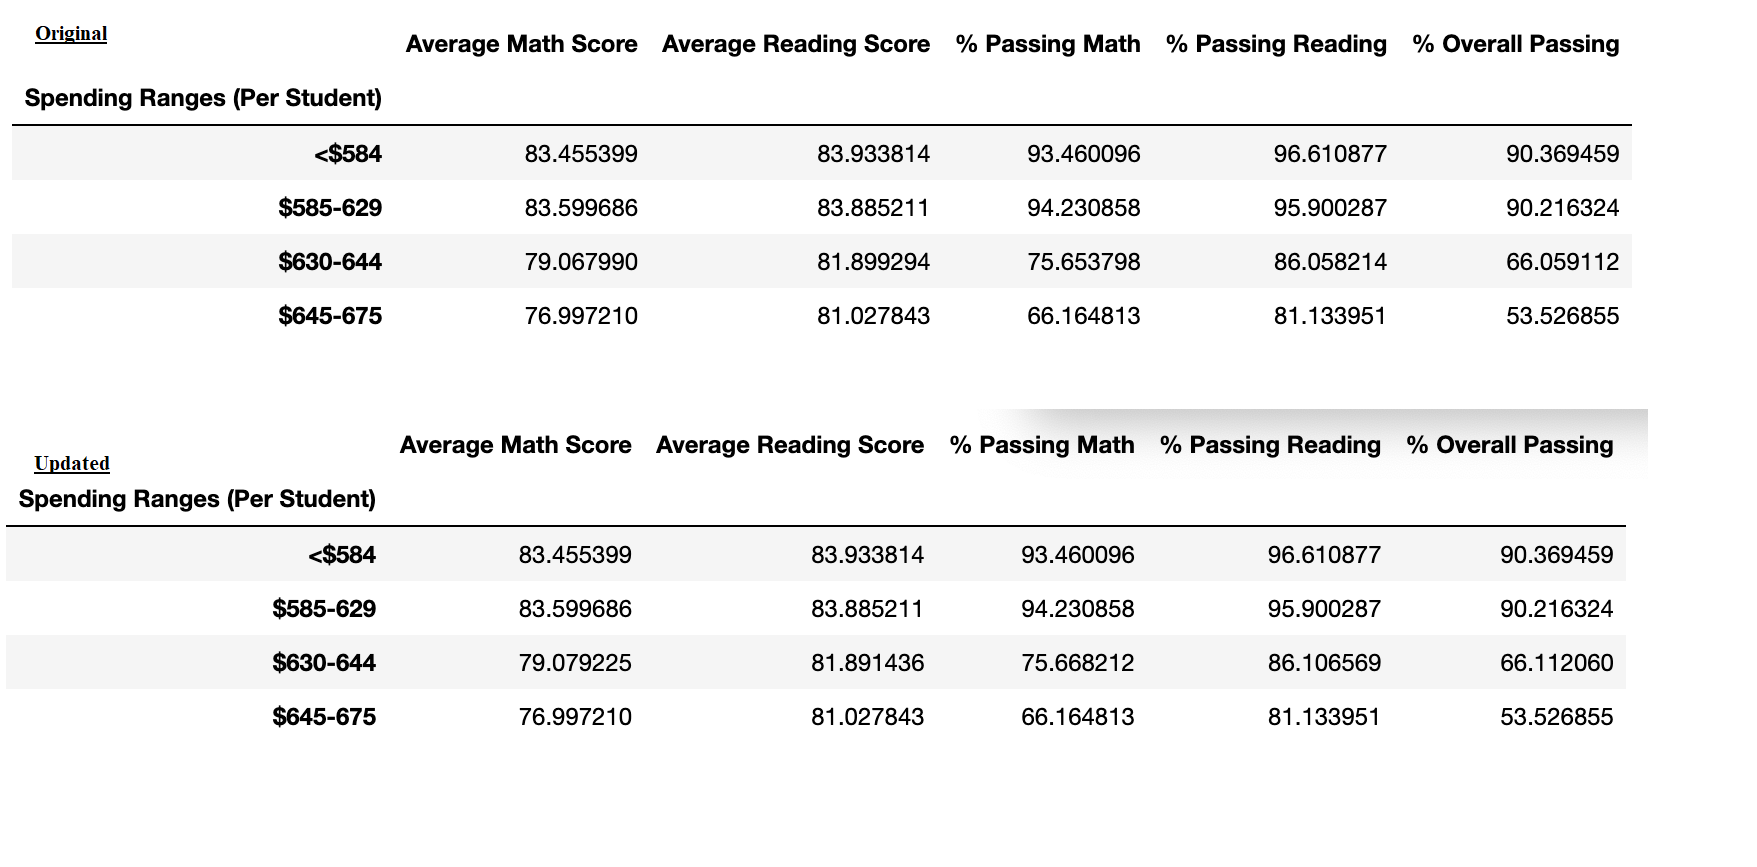 Original
Average Math Score Average Reading Score % Passing Math % Passing Reading % Overall Passing
Spending Ranges (Per Student)
<$584 83.455399 83.933814 93.460096 96.610877 90.369459
$585-629 83.599686 83.885211 94.230858 95.900287 90.216324
$630-644 79.067990 81.899294 75.653798 86.058214 66.059112
$645-675 76.997210 81.027843 66.164813 81.133951 53.526855
Average Math Score Average Reading Score % Passing Math % Passing Reading % Overall Passing
Updated
Spending Ranges (Per Student)
<$584 83.455399 83.933814 93.460096 96.610877 90.369459
$585-629 83.599686 83.885211 94.230858 95.900287 90.216324
$630-644 79.079225 81.891436 75.668212 86.106569 66.112060
$645-675 76.997210 81.027843 66.164813 81.133951 53.526855